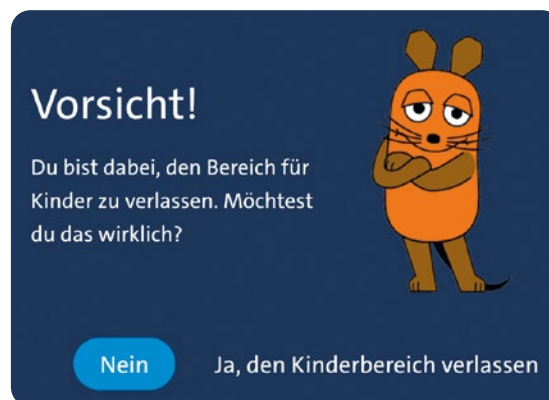 Vorsicht!
Du bist dabei, den Bereich für
Kinder zu verlassen. Möchtest
du das wirklich?
Nein
Ja, den Kinderbereich verlassen